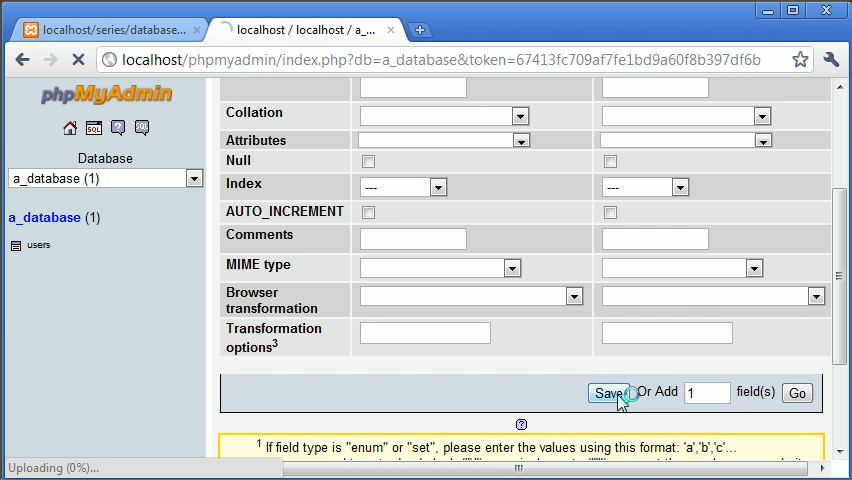 localhost/series/database...
localhost / localhost / a_...
localhost/phpmyadmin/index.php?db=a_database&token=67413fc709af7fe1bd9a60f8b397df6b
phpMyAdmin
SQL
Database
a_database (1)
a_database (1)
users
Collation
Attributes
Null
Index
---
---
AUTO_INCREMENT
Comments
MIME type
Browser
transformation
Transformation
options3
Save
Or Add
1
field(s)
Go
1 If field type is "enum" or "set", please enter the values using this format: 'a','b','c'...
Uploading (0%)...